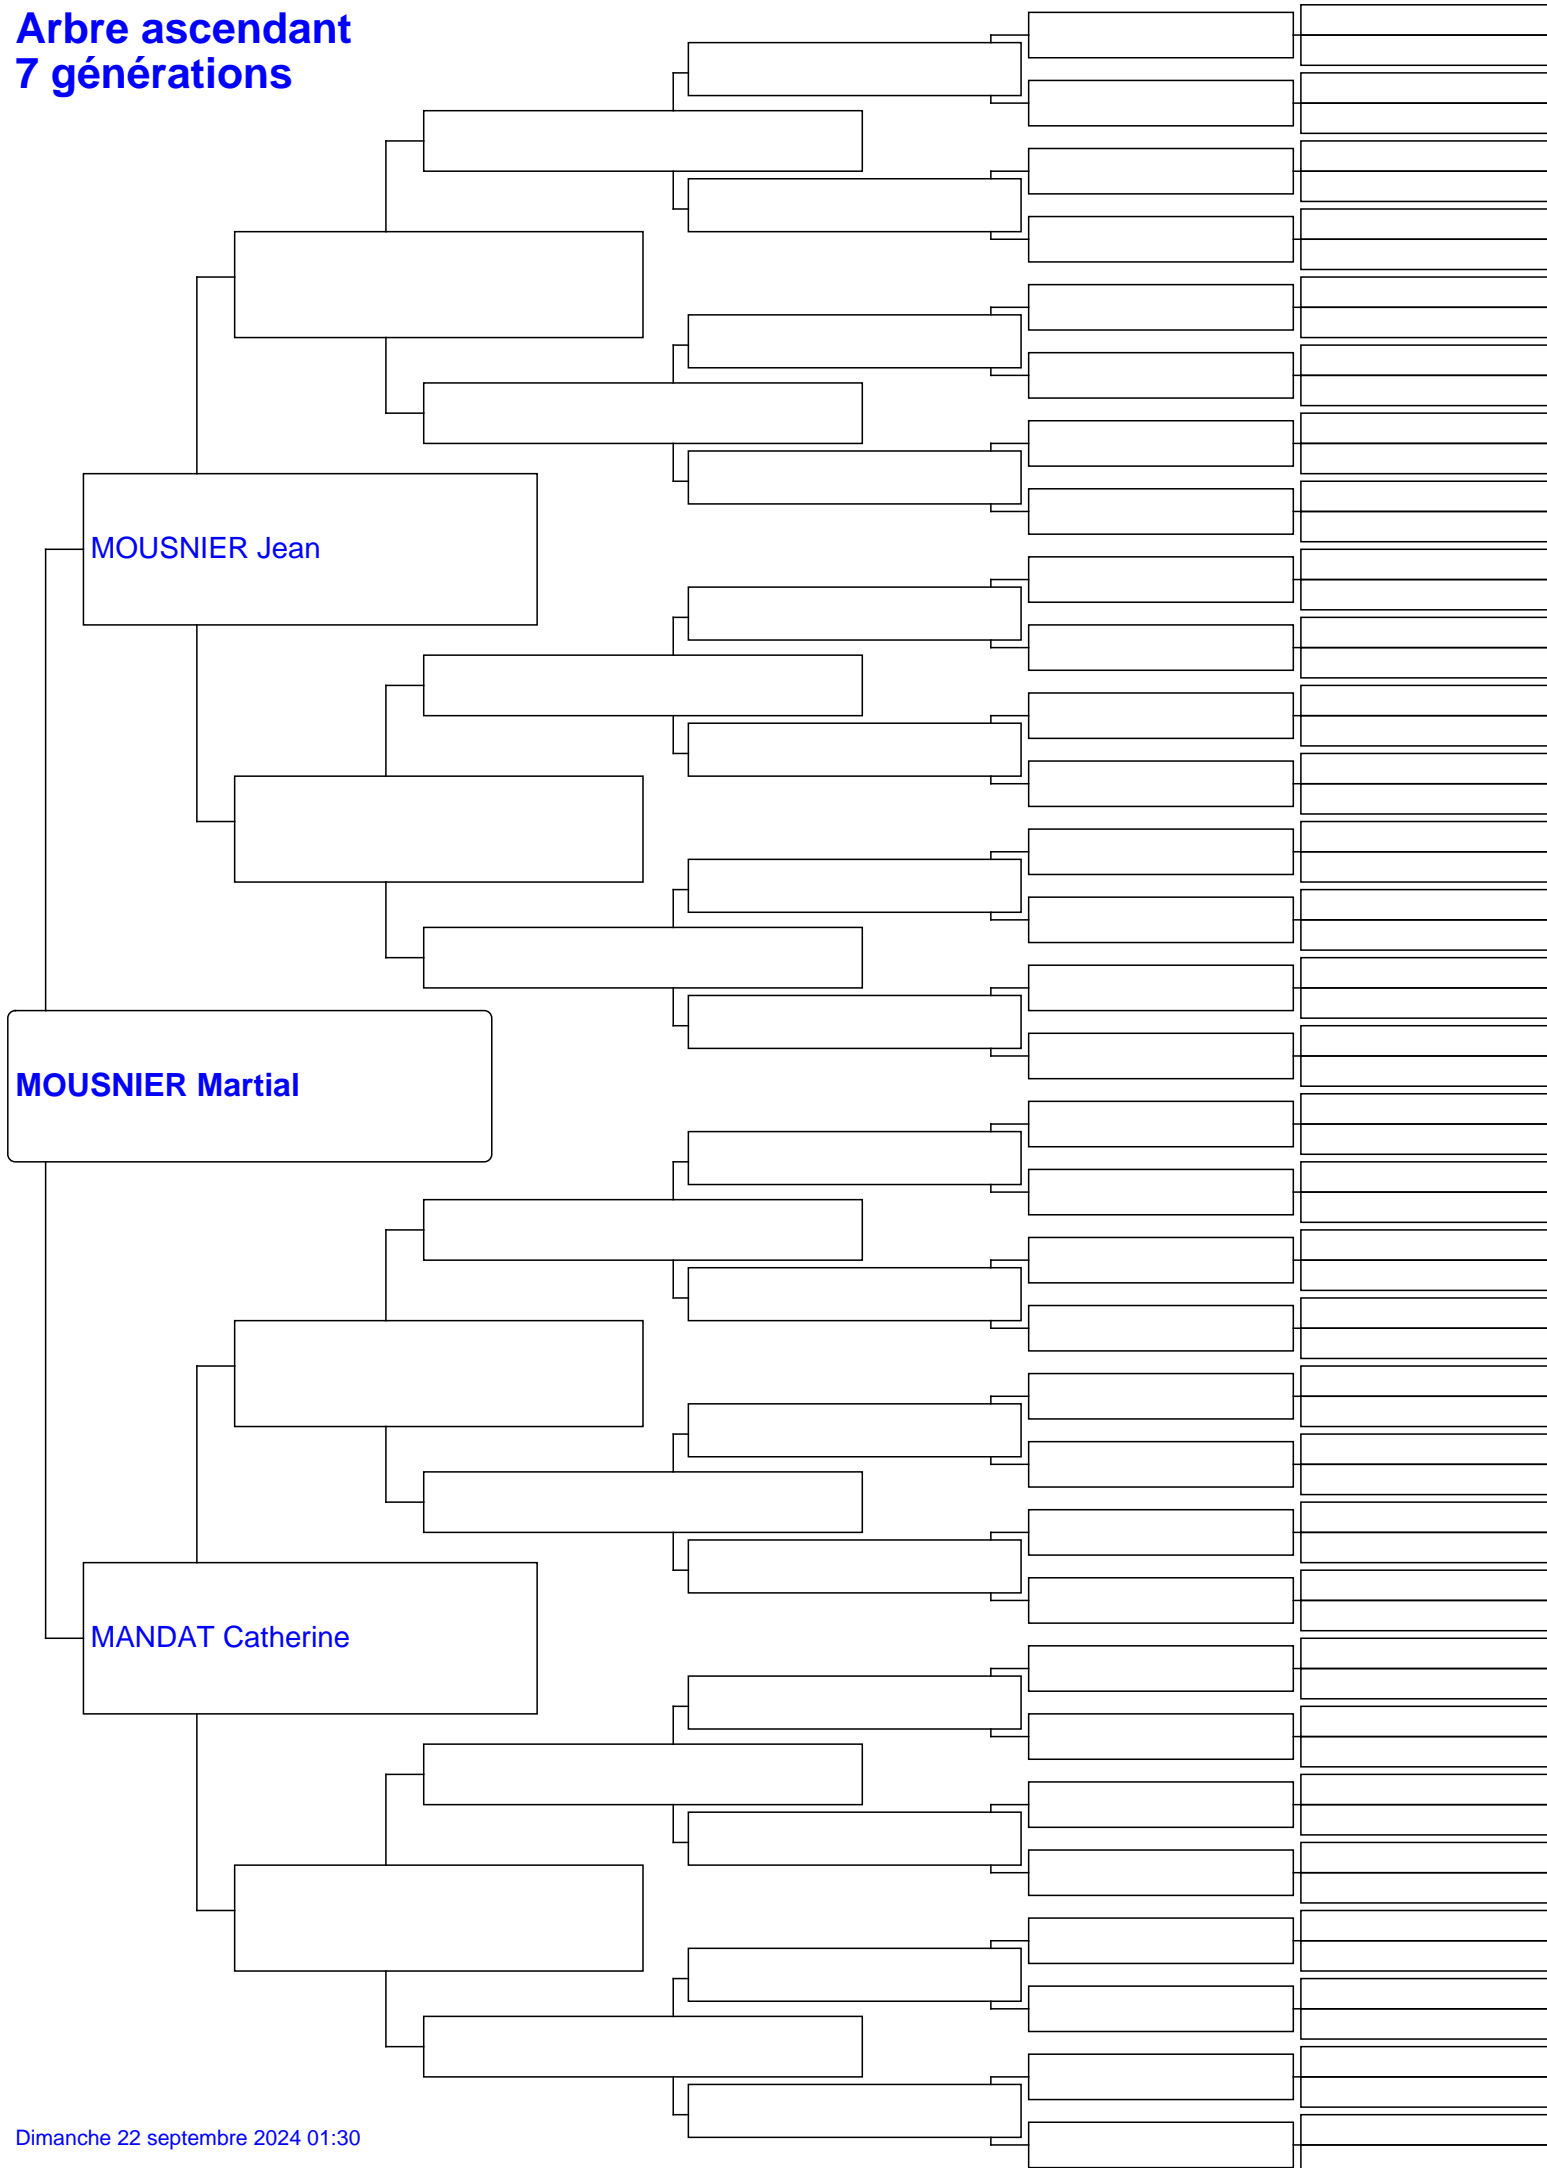 Arbre ascendant
7 générations
MOUSNIER Jean
MOUSNIER Martial
MANDAT Catherine
Dimanche 22 septembre 2024 01:30